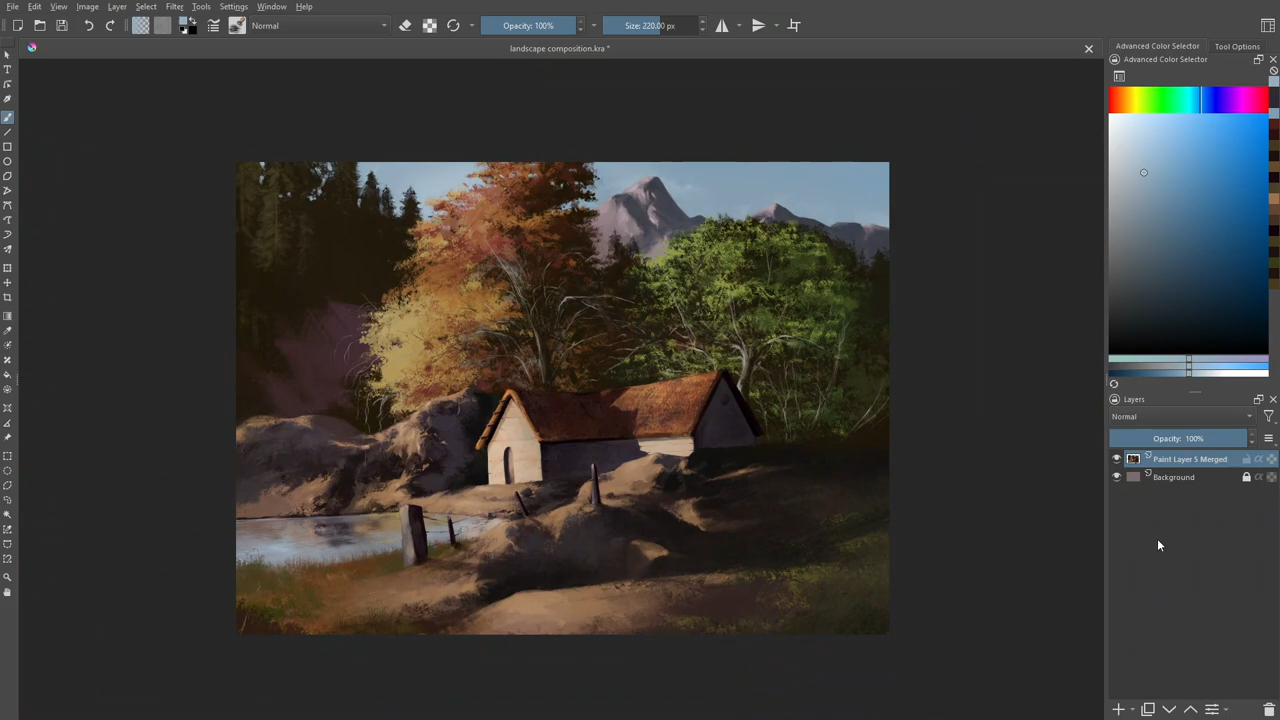 File Edit View Image Layer Select Filter Tools Settings Window Help
Normal Opacity: 100% Size: 220.00 px
landscape composition.kra *
Advanced Color Selector Tool Options
Advanced Color Selector
Layers
Normal
Opacity: 100%
Paint Layer 5 Merged
Background